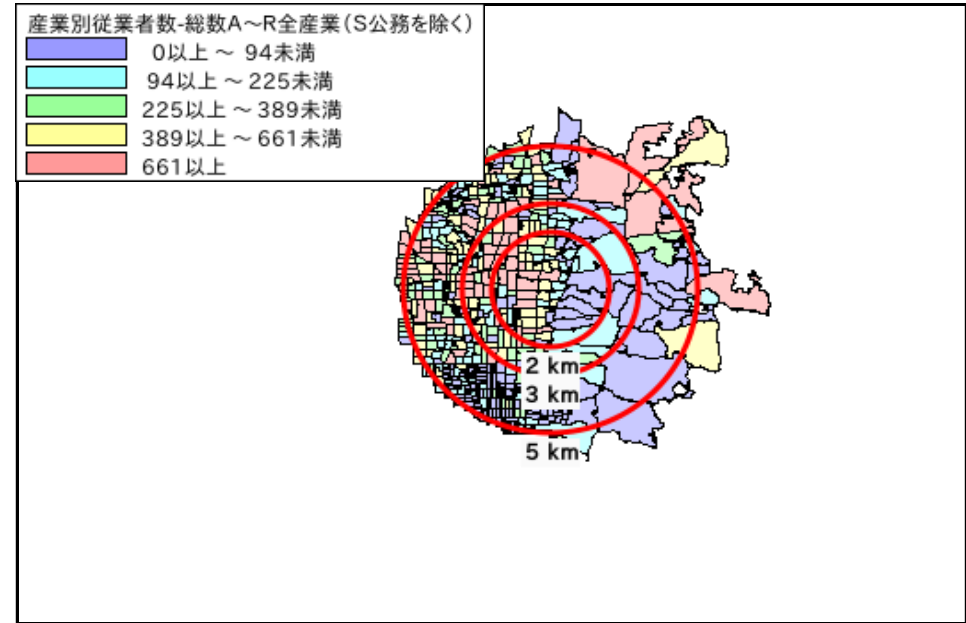 産業別従業者数-総数A～R全産業(S公務を除く)
0以上 ～ 94未満
94以上 ～ 225未満
225以上 ～ 389未満
389以上 ～ 661未満
661以上
2 km
3 km
5 km